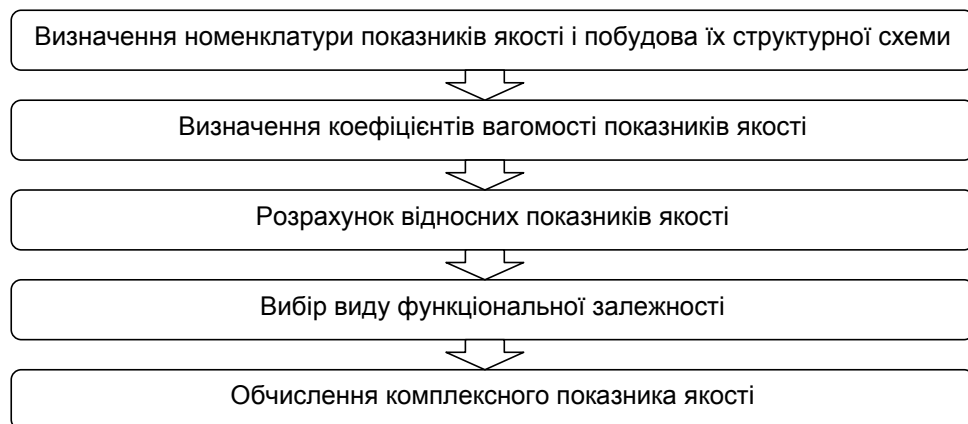 Визначення номенклатури показників якості і побудова їх структурної схеми
Визначення коефіцієнтів вагомості показників якості
Розрахунок відносних показників якості
Вибір виду функціональної залежності
Обчислення комплексного показника якості